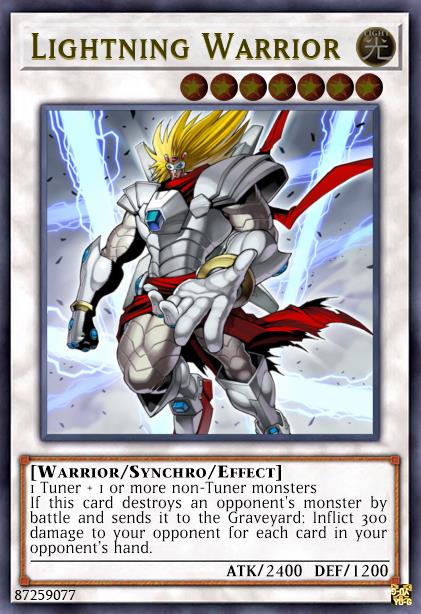 LIGHTNING WARRIOR
LIGHT
光
[WARRIOR/SYNCHRO/EFFECT]
1 Tuner + 1 or more non-Tuner monsters
If this card destroys an opponent's monster by
battle and sends it to the Graveyard: Inflict 300
damage to your opponent for each card in your
opponent's hand.
ATK/2400 DEF/1200
87259077